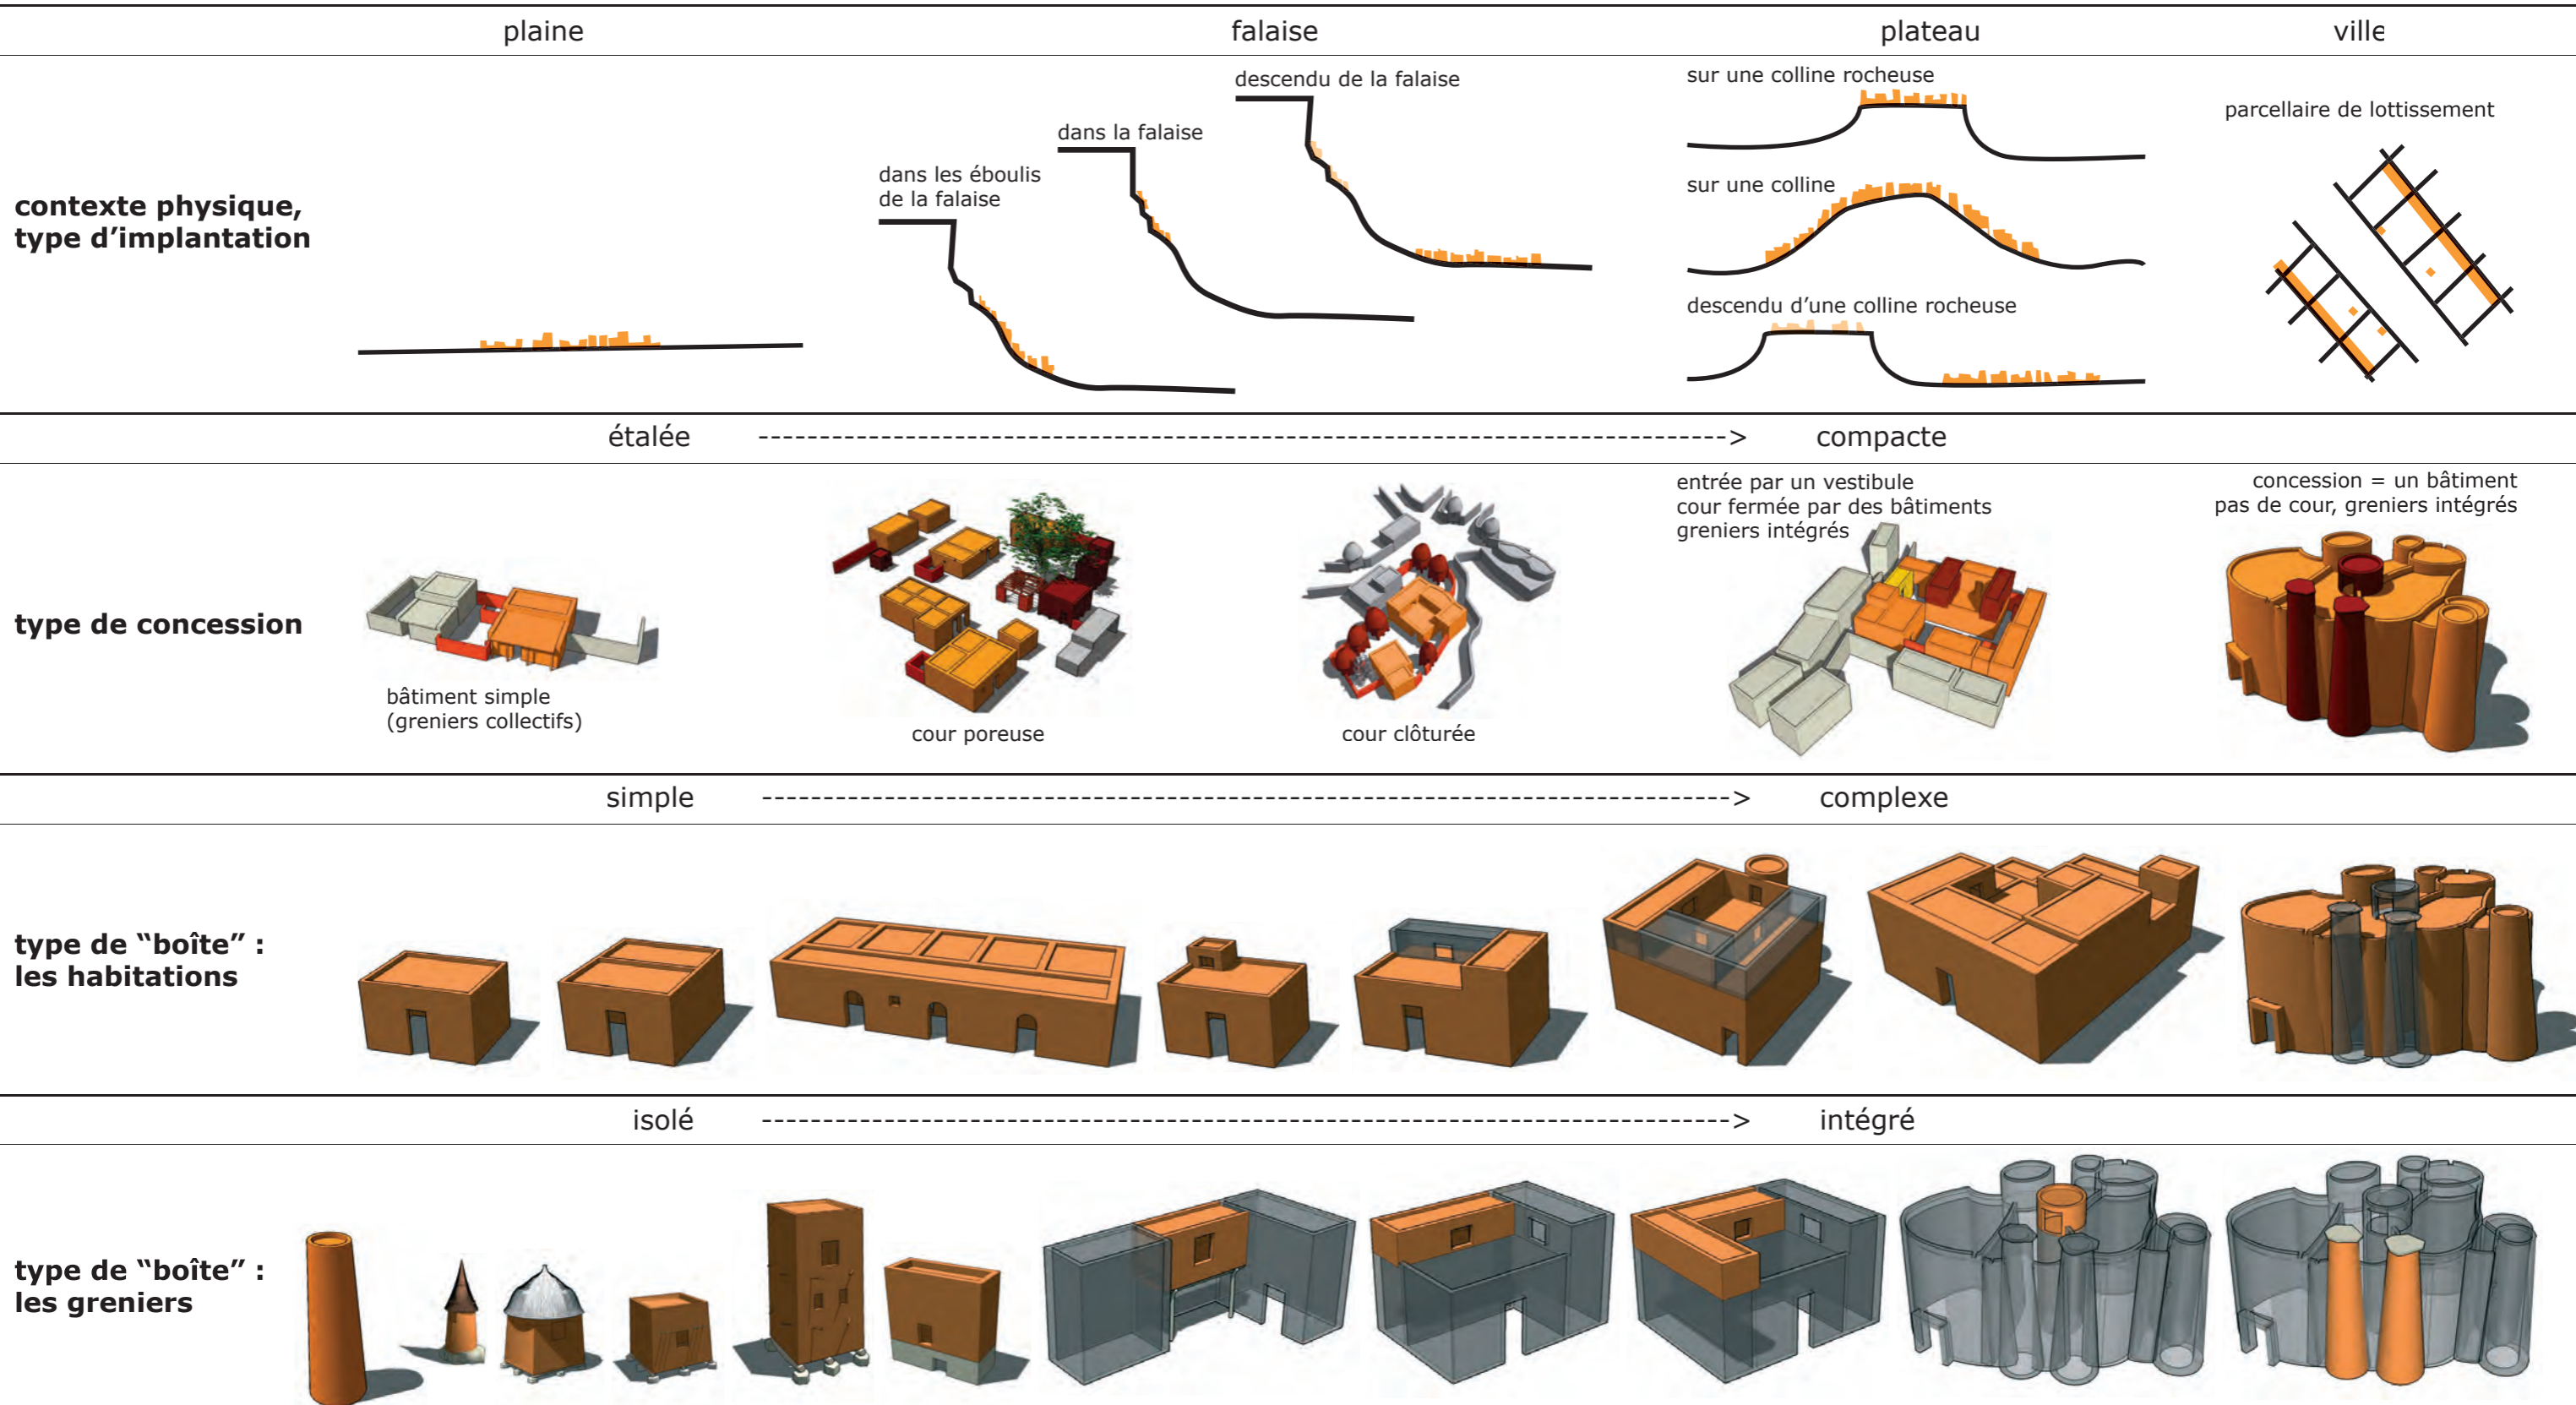 plaine
falaise
plateau
ville
contexte physique,
type d’implantation
dans les éboulis
de la falaise
dans la falaise
descendu de la falaise
sur une colline rocheuse
sur une colline
descendu d’une colline rocheuse
parcellaire de lottissement
étalée -----------------------------------------------------------------------------> compacte
type de concession
bâtiment simple
(greniers collectifs)
cour poreuse
cour clôturée
entrée par un vestibule
cour fermée par des bâtiments
greniers intégrés
concession = un bâtiment
pas de cour, greniers intégrés
simple -----------------------------------------------------------------------------> complexe
type de “boîte” :
les habitations
isolé -----------------------------------------------------------------------------> intégré
type de “boîte” :
les greniers